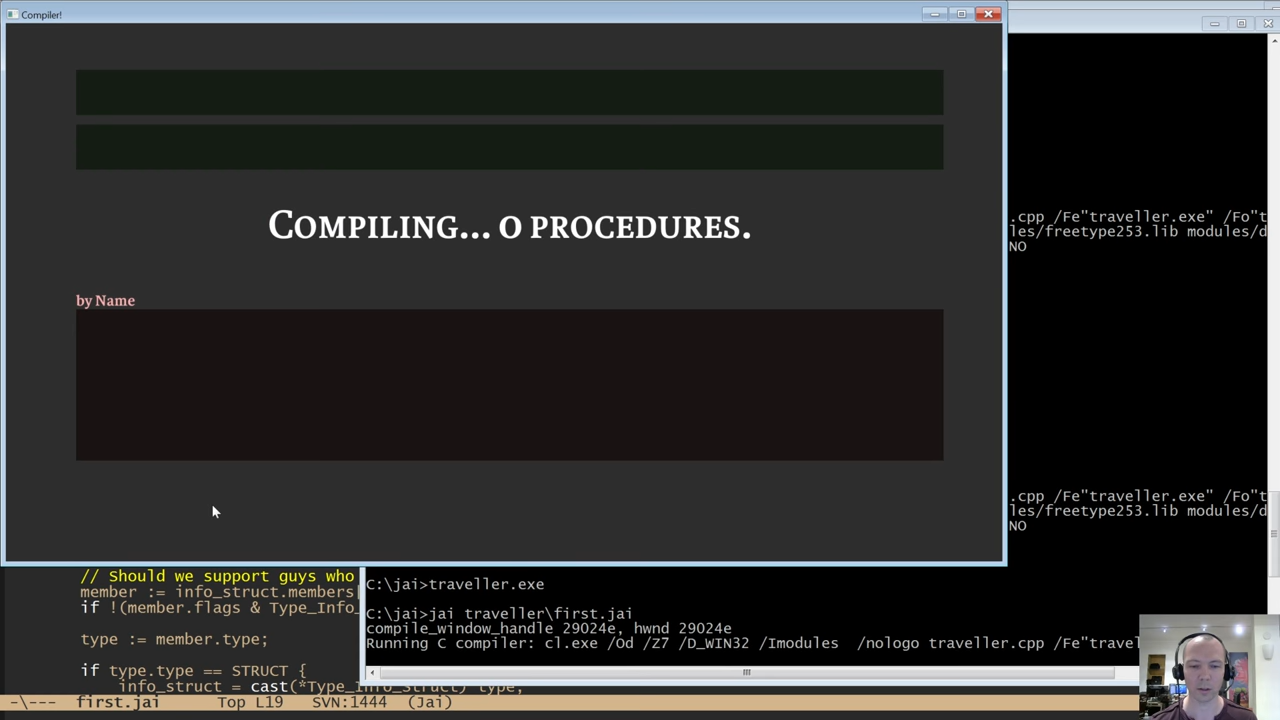 Compiler!
Compiling... 0 procedures.
by Name
.cpp /Fe"traveller.exe" /Fo"t
les/freetype253.lib modules/d
NO
.cpp /Fe"traveller.exe" /Fo"t
les/freetype253.lib modules/d
NO
// Should we support guys who
member := info_struct.members[
if !(member.flags & Type_Info_
type := member.type;
if type.type == STRUCT {
info_struct = cast(*Type_Info_Struct) type;
-\--- first.jai Top L19 SVN:1444 (Jai)
C:\jai>traveller.exe
C:\jai>jai traveller\first.jai
compile_window_handle 29024e, hwnd 29024e
Running C compiler: cl.exe /Od /Z7 /D_WIN32 /Imodules /nologo traveller.cpp /Fe"travel